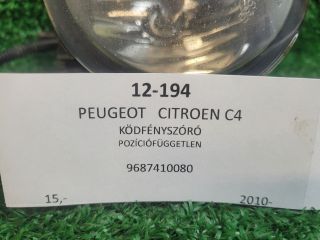 12-194
PEUGEOT CITROEN C4
KÖDFÉNYSZÓRÓ
POZÍCIÓFÜGGETLEN
9687410080
15,- 2010-